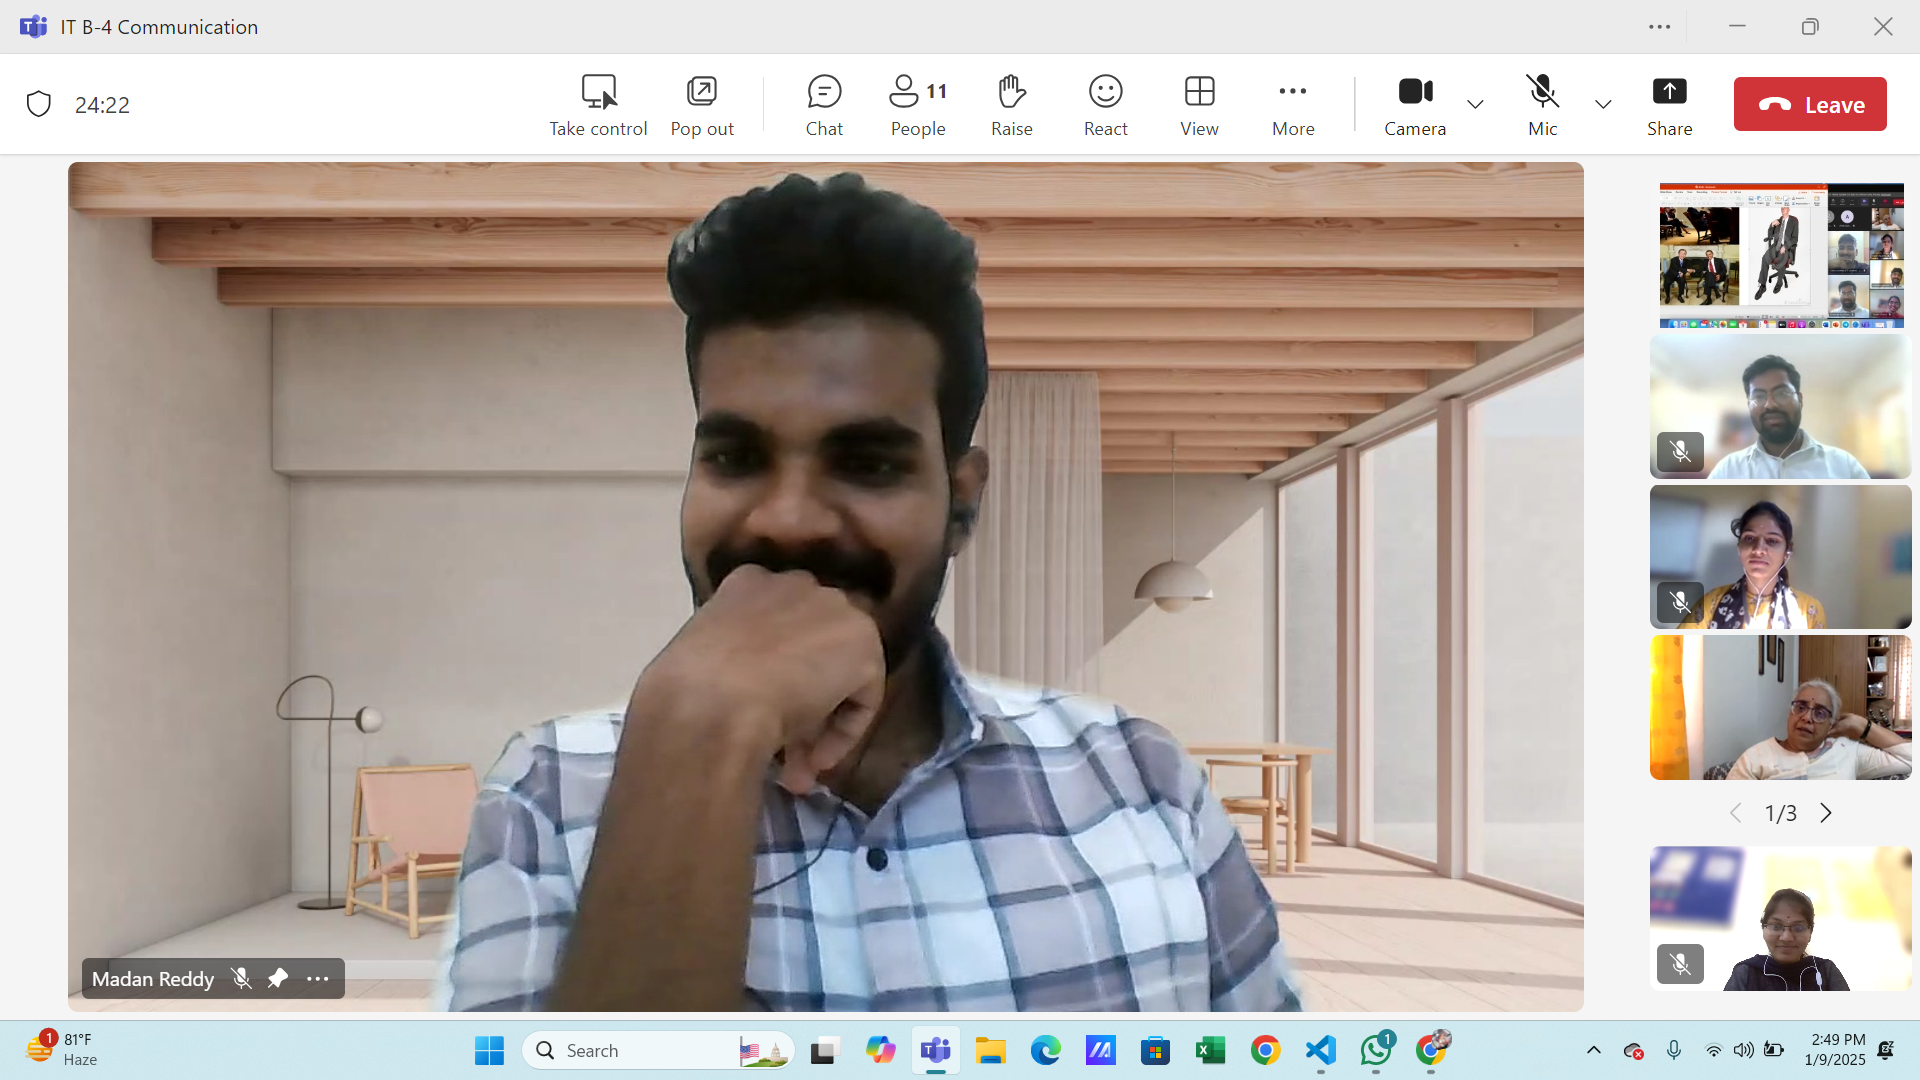 IT B-4 Communication
24:22
Take control
Pop out
Chat
11
People
Raise
React
View
More
Camera
Mic
Share
Leave
A
1/3
Madan Reddy
1
81°F
Haze
Search
1
2:49 PM
1/9/2025